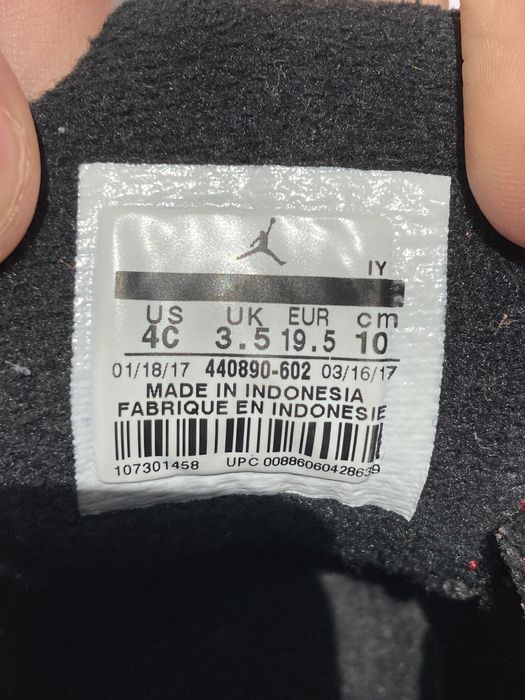 IY
US UK EUR cm
4C 3.5 19.5 10
01/18/17 440890-602 03/16/17
MADE IN INDONESIA
FABRIQUE EN INDONESIE
107301458 UPC 00886060428639